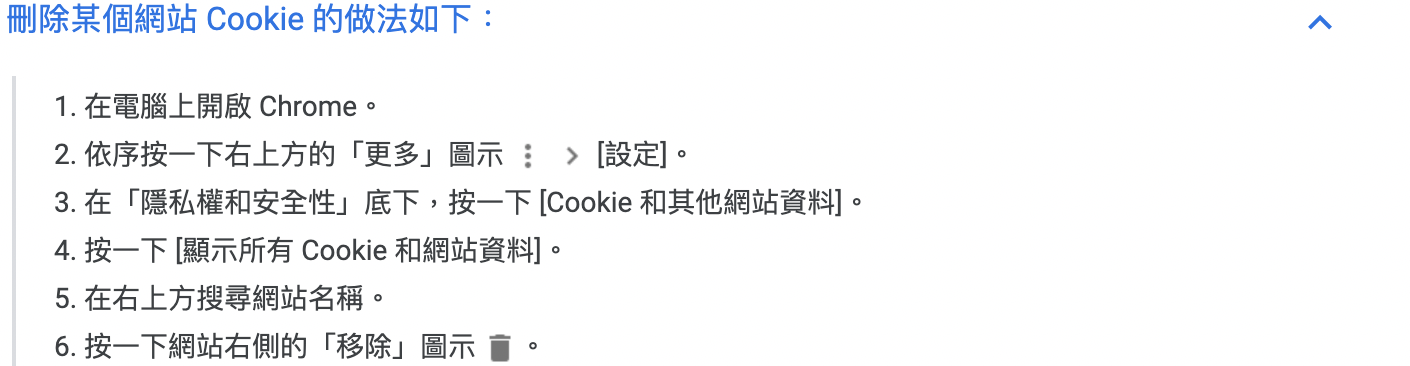 刪除某個網站 Cookie 的做法如下：
1. 在電腦上開啟 Chrome。
2. 依序按一下右上方的「更多」圖示 ⋮ > [設定]。
3. 在「隱私權和安全性」底下，按一下 [Cookie 和其他網站資料]。
4. 按一下 [顯示所有 Cookie 和網站資料]。
5. 在右上方搜尋網站名稱。
6. 按一下網站右側的「移除」圖示 。